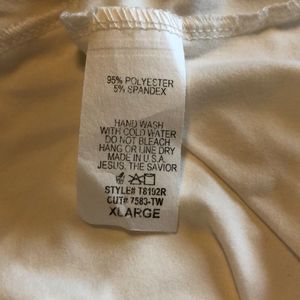 95% POLYESTER
5% SPANDEX
HAND WASH
WITH COLD WATER
DO NOT BLEACH
HANG OR LINE DRY
MADE IN U.S.A.
JESUS, THE SAVIOR
STYLE# T8192R
CUT# 7583-TW
XLARGE